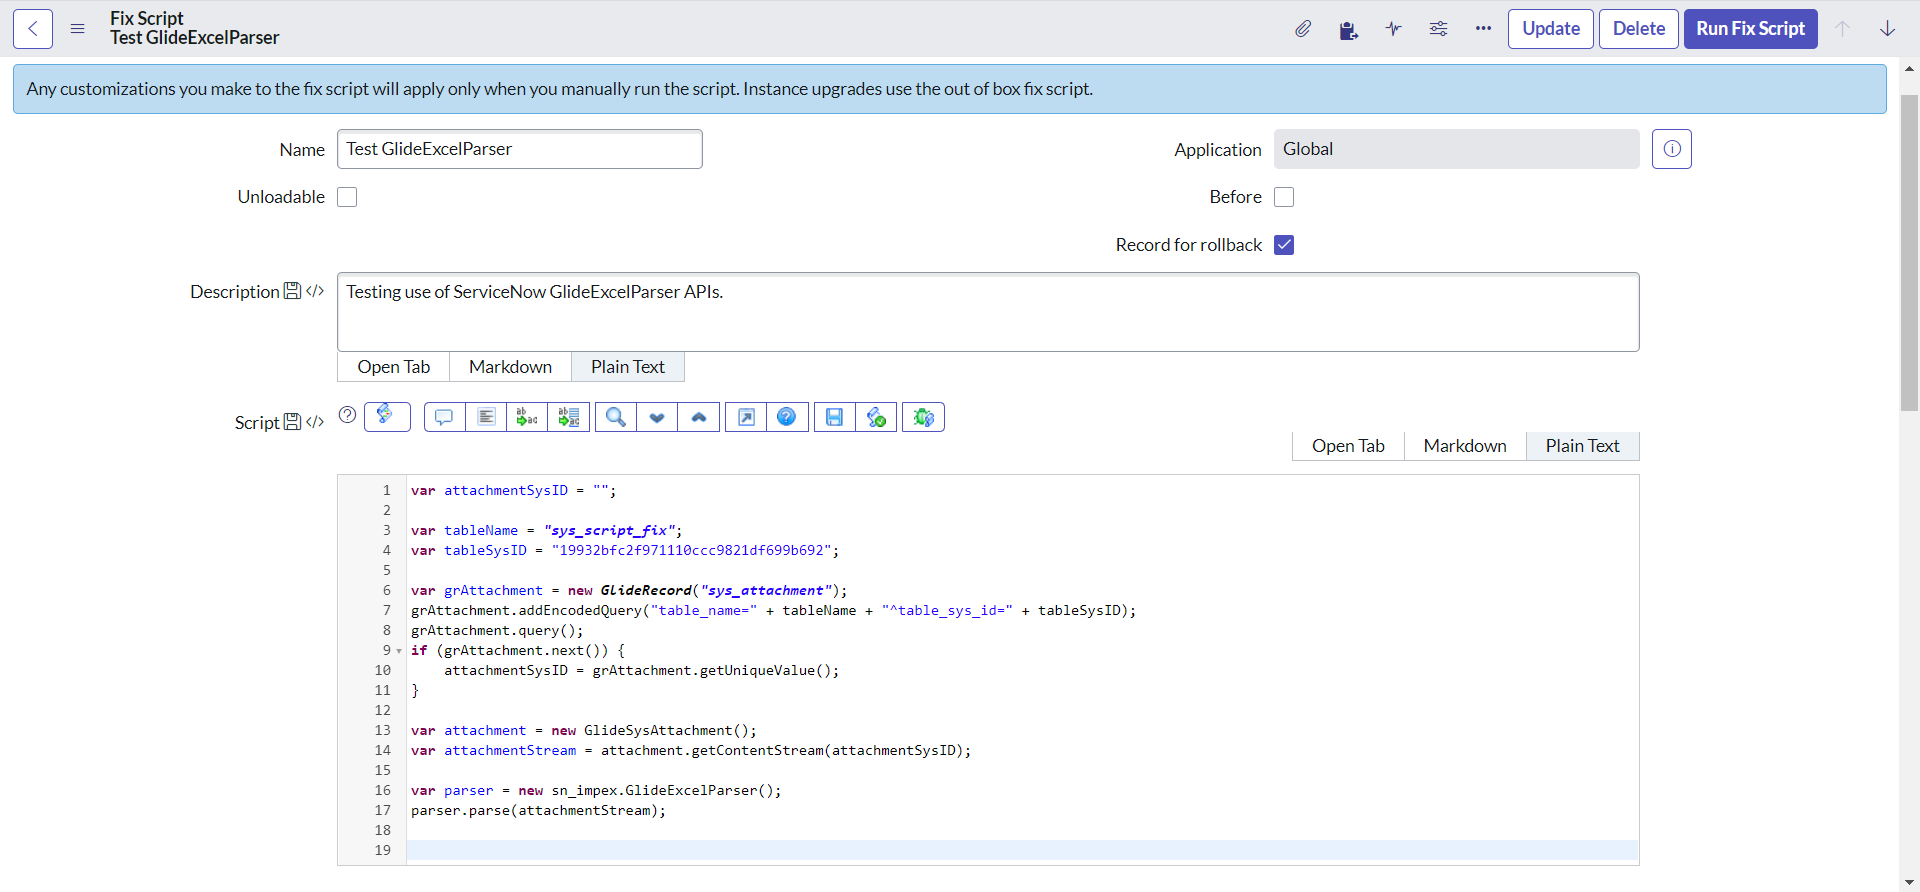 Fix Script
Test GlideExcelParser
Update
Delete
Run Fix Script
Any customizations you make to the fix script will apply only when you manually run the script. Instance upgrades use the out of box fix script.
Name
Test GlideExcelParser
Application
Global
Unloadable
Before
Record for rollback
Description
Testing use of ServiceNow GlideExcelParser APIs.
Open Tab
Markdown
Plain Text
Script
Open Tab
Markdown
Plain Text
1 var attachmentSysID = "";
2
3 var tableName = "sys_script_fix";
4 var tableSysID = "19932bfc2f971110ccc9821df699b692";
5
6 var grAttachment = new GlideRecord("sys_attachment");
7 grAttachment.addEncodedQuery("table_name=" + tableName + "^table_sys_id=" + tableSysID);
8 grAttachment.query();
9 if (grAttachment.next()) {
10 attachmentSysID = grAttachment.getUniqueValue();
11 }
12
13 var attachment = new GlideSysAttachment();
14 var attachmentStream = attachment.getContentStream(attachmentSysID);
15
16 var parser = new sn_impex.GlideExcelParser();
17 parser.parse(attachmentStream);
18
19